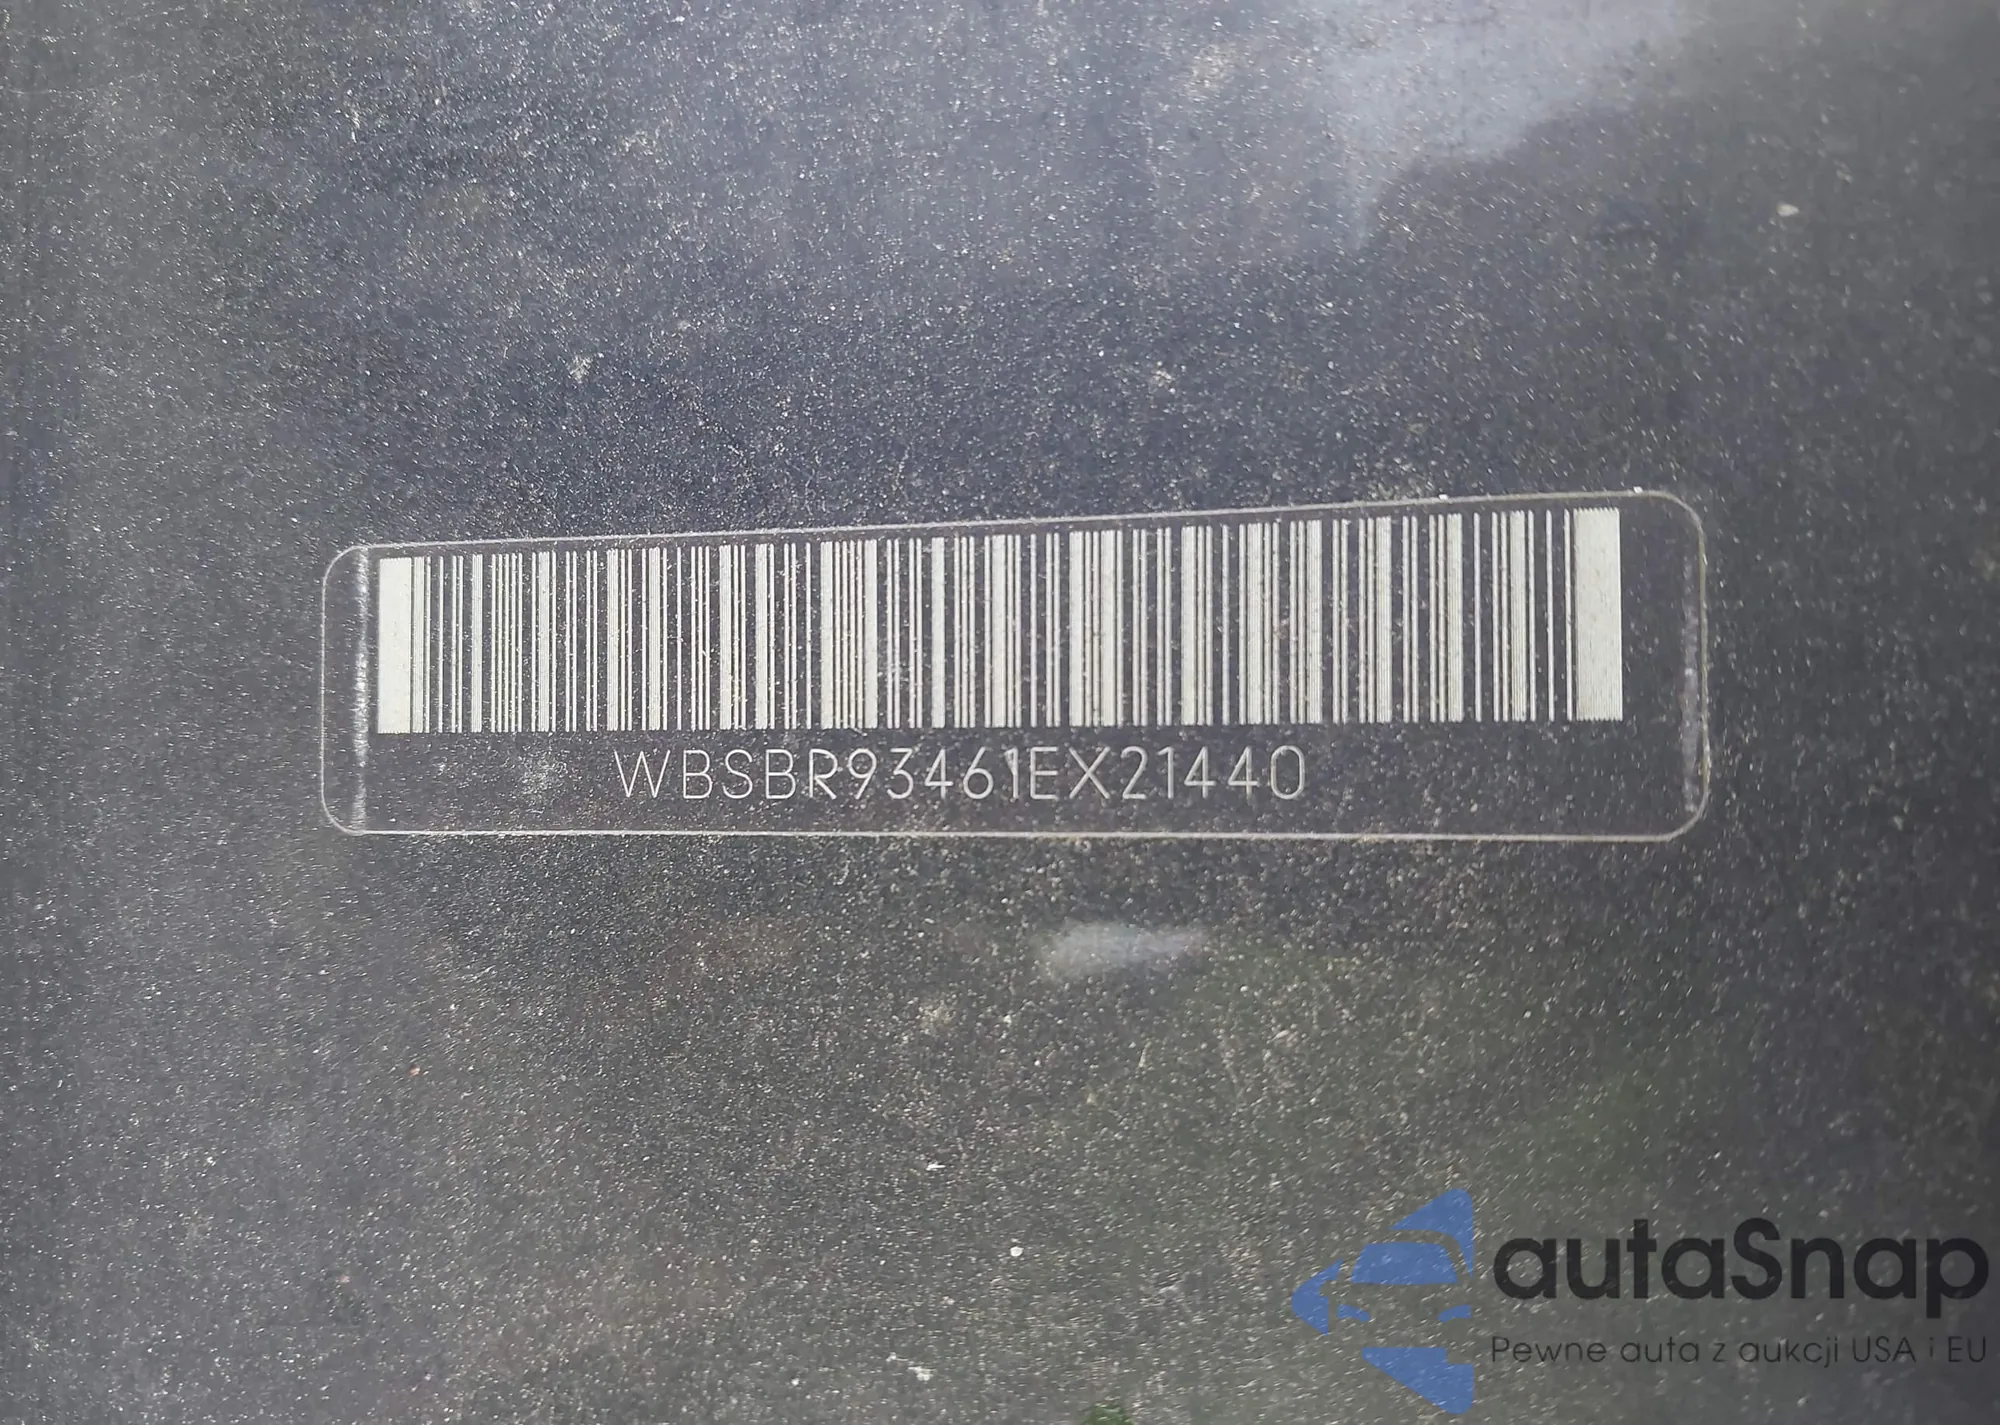 WBSBR93461EX21440
autaSnap
Pewne auta z aukcji USA i EU